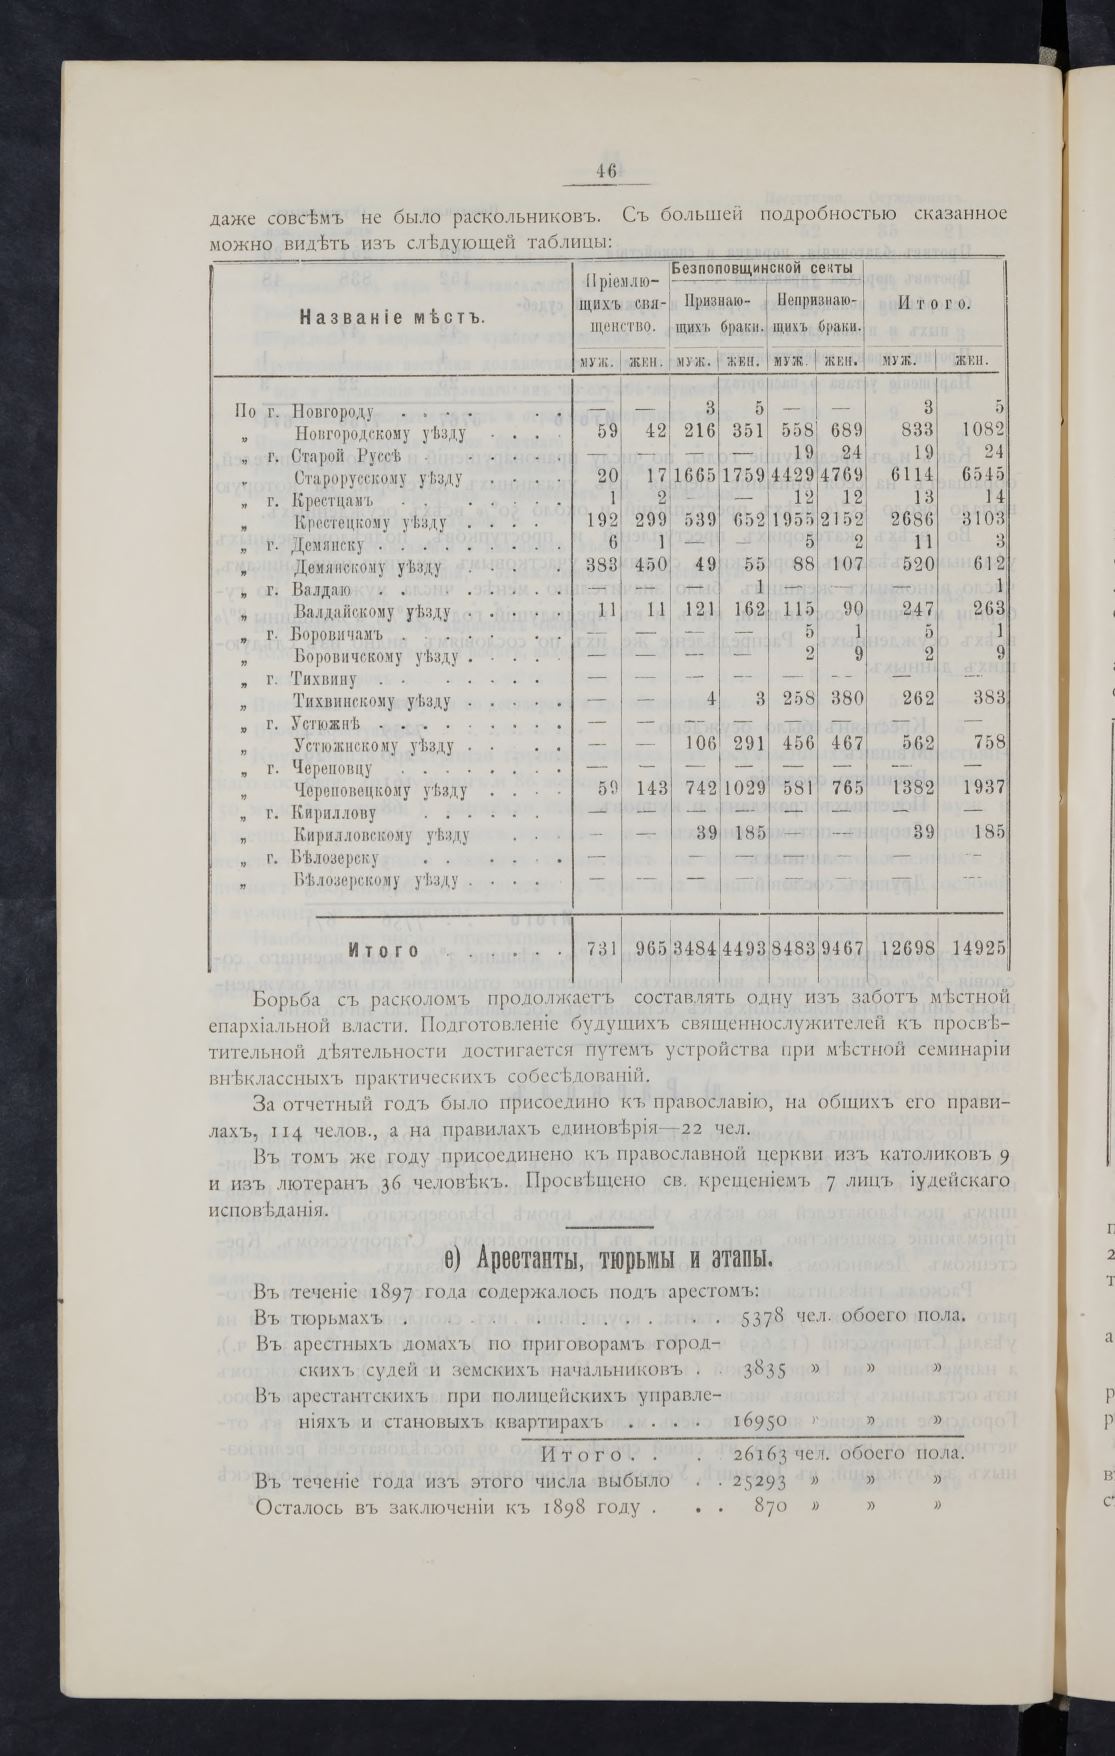 46
даже совсѣмъ не было раскольниковъ. Съ большей подробностью сказанное
можно видѣть изъ слѣдующей таблицы:
Названіе мѣстъ. Пріемлющихъ священство. Безпоповщинской секты Итого.
Признающихъ браки. Непризнающихъ браки.
муж. жен. муж. жен. муж. жен. муж. жен.
По г. Новгороду . . . . . . — — 3 5 — — 3 5
„ Новгородскому уѣзду . . . 59 42 216 351 558 689 833 1082
„ г. Старой Руссѣ . . . . . . — — — — 19 24 19 24
„ Старорусскому уѣзду . . . . 20 17 1665 1759 4429 4769 6114 6545
„ г. Крестцамъ . . . . . . 1 2 — — 12 12 13 14
„ Крестецкому уѣзду . . . . 192 299 539 652 1955 2152 2686 3103
„ г. Демянску . . . . . . . . . 6 1 — — 5 2 11 3
„ Демянскому уѣзду . . . . 383 450 49 55 88 107 520 612
„ г. Валдаю . . . . . . . — — — 1 — — — 1
„ Валдайскому уѣзду . . . . . 11 11 121 162 115 90 247 263
„ г. Боровичамъ . . . . . . . — — — — 5 1 5 1
„ Боровичскому уѣзду . . . . — — — — 2 9 2 9
„ г. Тихвину . . . . . . . — — — — — — — —
„ Тихвинскому уѣзду . . . . — — 4 3 258 380 262 383
„ г. Устюжнѣ . . . . . . . . . — — — — — — — —
„ Устюжнскому уѣзду . . . . — — 106 291 456 467 562 758
„ г. Череповцу . . . . . . . — — — — — — — —
„ Череповецкому уѣзду . . . . 59 143 742 1029 581 765 1382 1937
„ г. Кириллову . . . . . . — — — — — — — —
„ Кирилловскому уѣзду . . . — — 39 185 — — 39 185
„ г. Бѣлозерску . . . . . . — — — — — — — —
„ Бѣлозерскому уѣзду . . . . — — — — — — — —
Итого . . . . . . 731 965 3484 4493 8483 9467 12698 14925
Борьба съ расколомъ продолжаетъ составлять одну изъ заботъ мѣстной
епархіальной власти. Подготовленіе будущихъ священнослужителей къ просвѣ-
тительной дѣятельности достигается путемъ устройства при мѣстной семинаріи
внѣклассныхъ практическихъ собесѣдованій.
За отчетный годъ было присоедино къ православію, на общихъ его прави-
лахъ, 114 челов., а на правилахъ единовѣрія—22 чел.
Въ томъ же году присоединено къ православной церкви изъ католиковъ 9
и изъ лютеранъ 36 человѣкъ. Просвѣщено св. крещеніемъ 7 лицъ іудейскаго
исповѣданія.
ѳ) Арестанты, тюрьмы и этапы.
Въ теченіе 1897 года содержалось подъ арестомъ:
Въ тюрьмахъ . . . . . . . . 5378 чел. обоего пола.
Въ арестныхъ домахъ по приговорамъ город-
скихъ судей и земскихъ начальниковъ . . 3835 » » »
Въ арестантскихъ при полицейскихъ управле-
ніяхъ и становыхъ квартирахъ . . . . 16950 » » »
Итого . . . 26163 чел. обоего пола.
Въ теченіе года изъ этого числа выбыло . . 25293 » » »
Осталось въ заключеніи къ 1898 году . . . 870 » » »